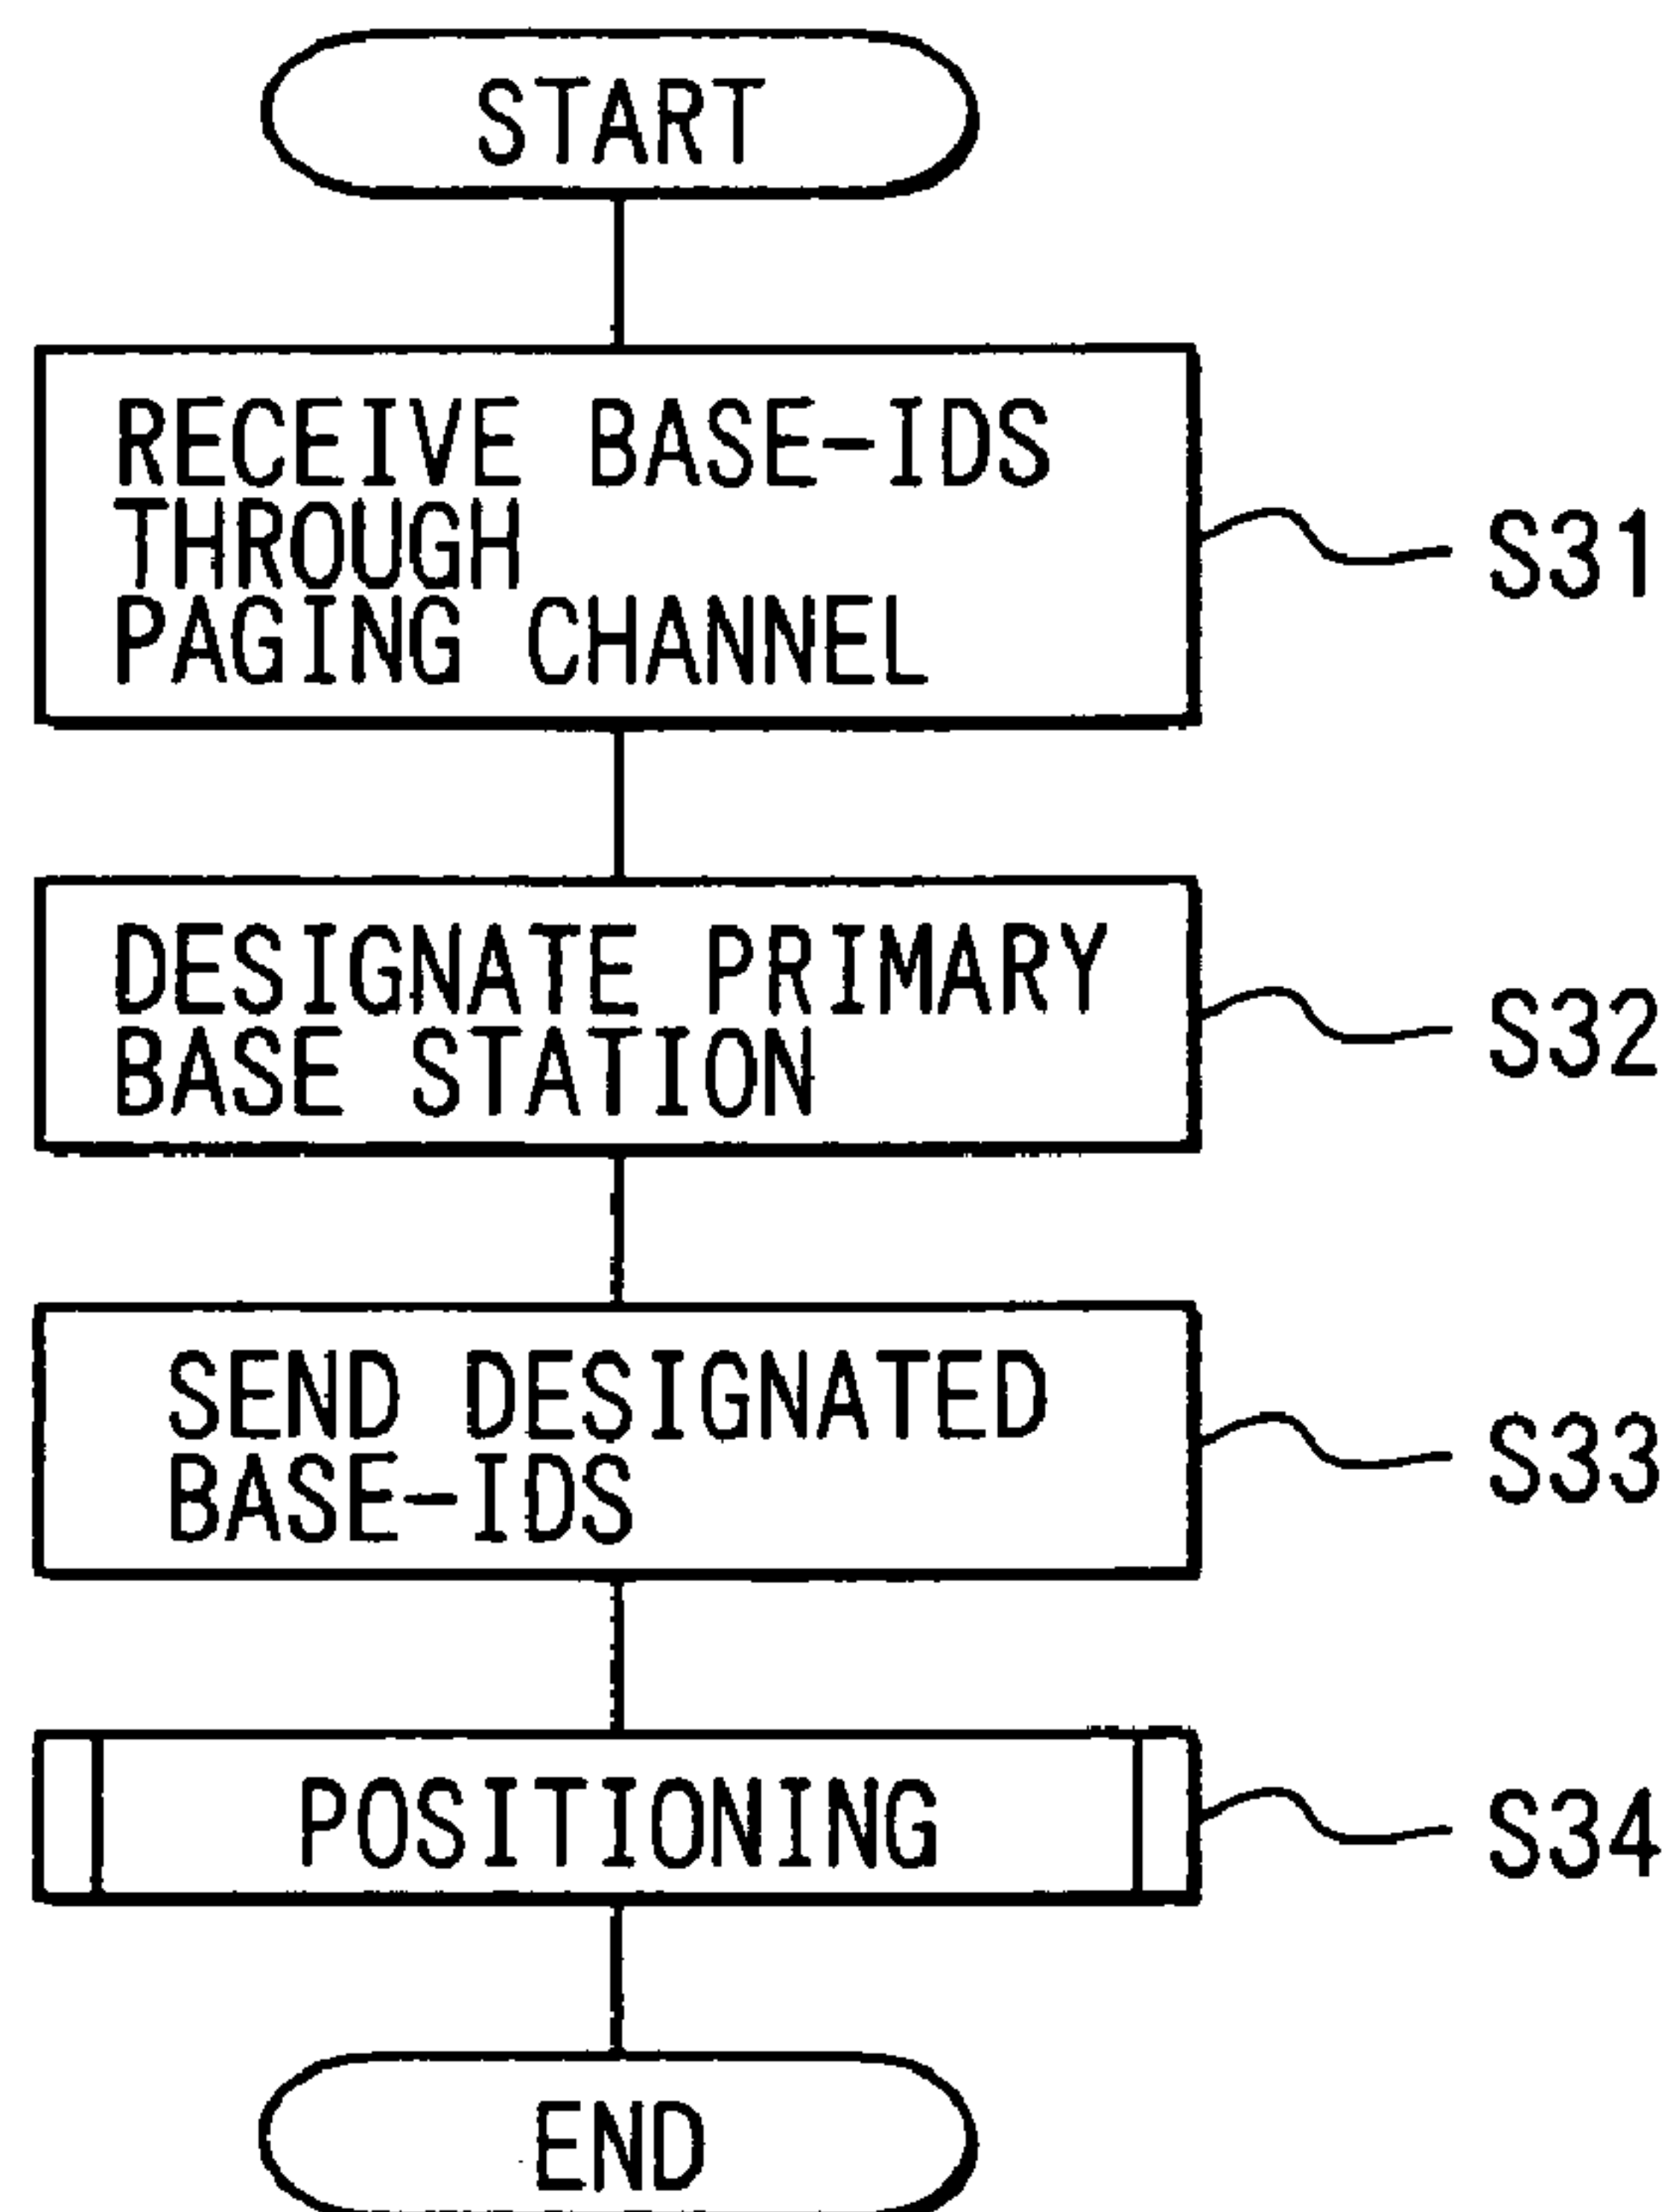 START
RECEIVE BASE-IDS
THROUGH
PAGING CHANNEL
S31
DESIGNATE PRIMARY
BASE STATION
S32
SEND DESIGNATED
BASE-IDS
S33
POSITIONING
S34
END